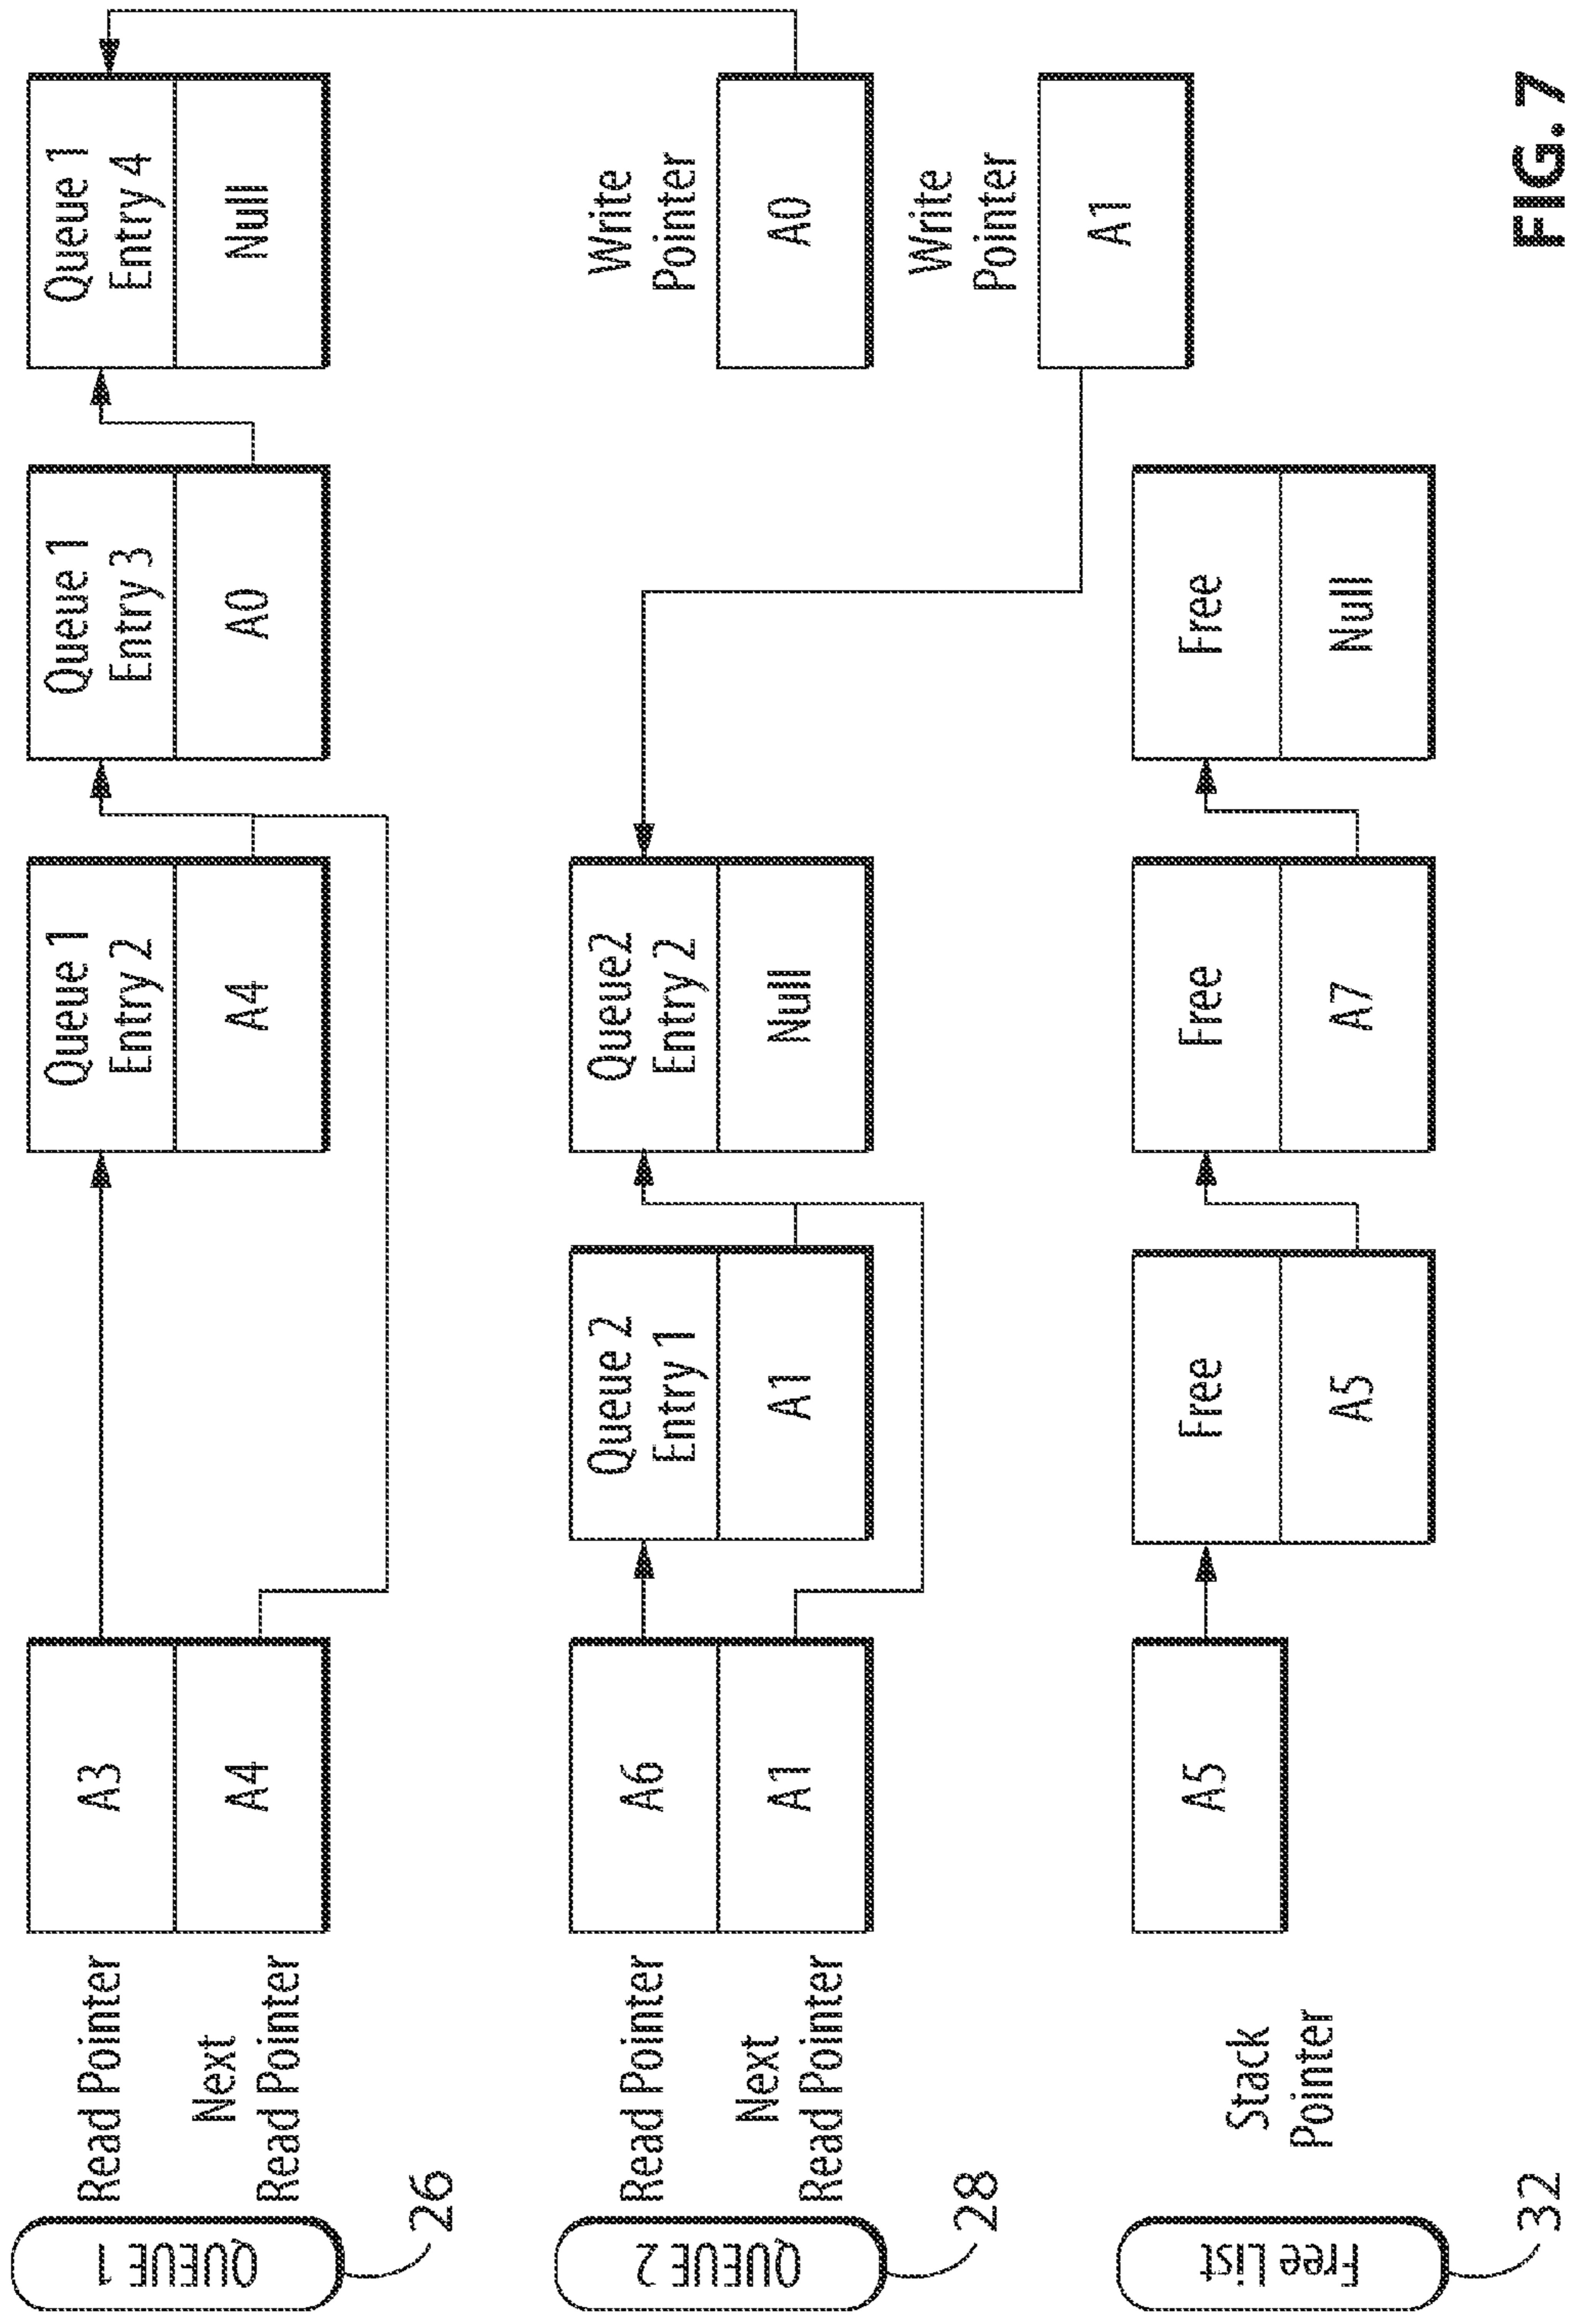 QUEUE 1
26
Read Pointer
Next
Read Pointer
A3
A4
Queue 1
Entry 2
A4
Queue 1
Entry 3
A0
Queue 1
Entry 4
Null
QUEUE 2
28
Read Pointer
Next
Read Pointer
A6
A1
Queue 2
Entry 1
A1
Queue2
Entry 2
Null
Write
Pointer
A0
Write
Pointer
A1
Free List
32
Stack
Pointer
A5
Free
A5
Free
A7
Free
Null
FIG. 7